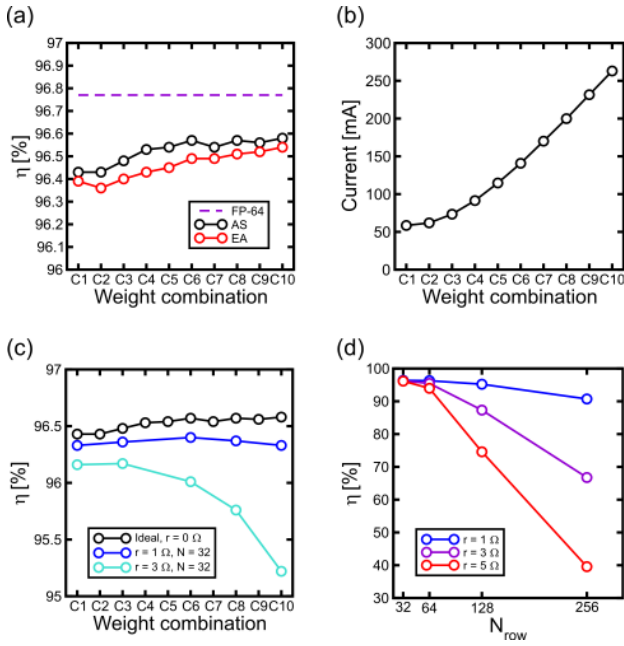 (a)
97
96.9
96.8
96.7
96.6
96.5
96.4
96.3
96.2
96.1
96
η [%]
FP-64
AS
EA
C1 C2 C3 C4 C5 C6 C7 C8 C9 C10
Weight combination
(b)
300
250
200
150
100
50
0
Current [mA]
C1 C2 C3 C4 C5 C6 C7 C8 C9 C10
Weight combination
(c)
97
96.5
96
95.5
95
η [%]
Ideal, r = 0 Ω
r = 1 Ω, N = 32
r = 3 Ω, N = 32
C1 C2 C3 C4 C5 C6 C7 C8 C9 C10
Weight combination
(d)
100
90
80
70
60
50
40
30
η [%]
r = 1 Ω
r = 3 Ω
r = 5 Ω
32 64 128 256
N_row